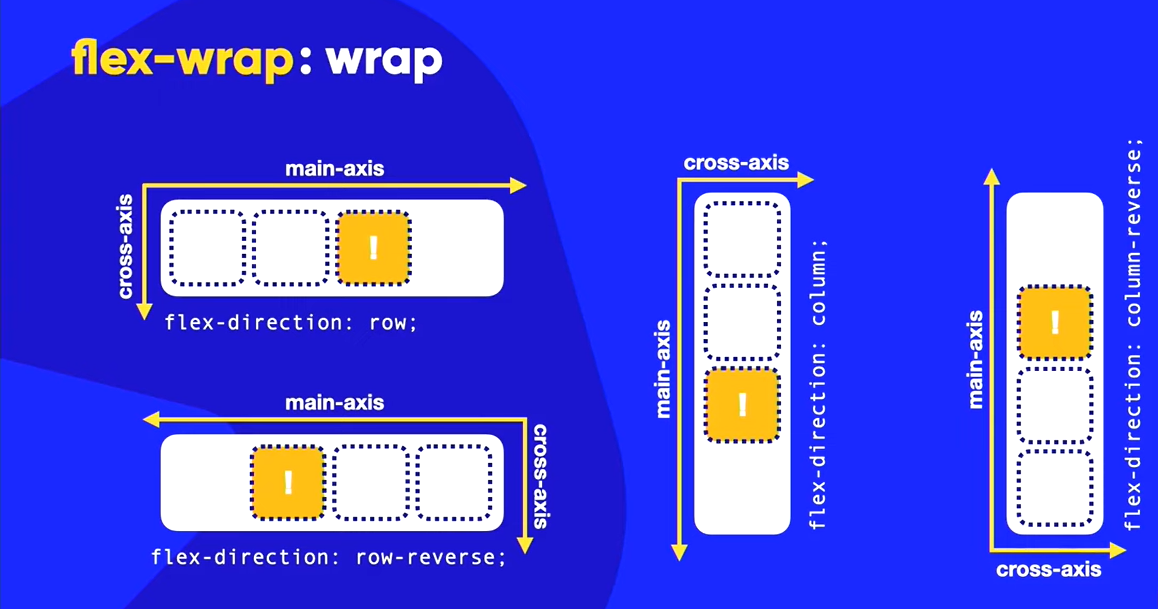 flex-wrap: wrap
main-axis
cross-axis
!
flex-direction: row;
main-axis
cross-axis
!
flex-direction: row-reverse;
cross-axis
main-axis
!
flex-direction: column;
main-axis
!
cross-axis
flex-direction: column-reverse;